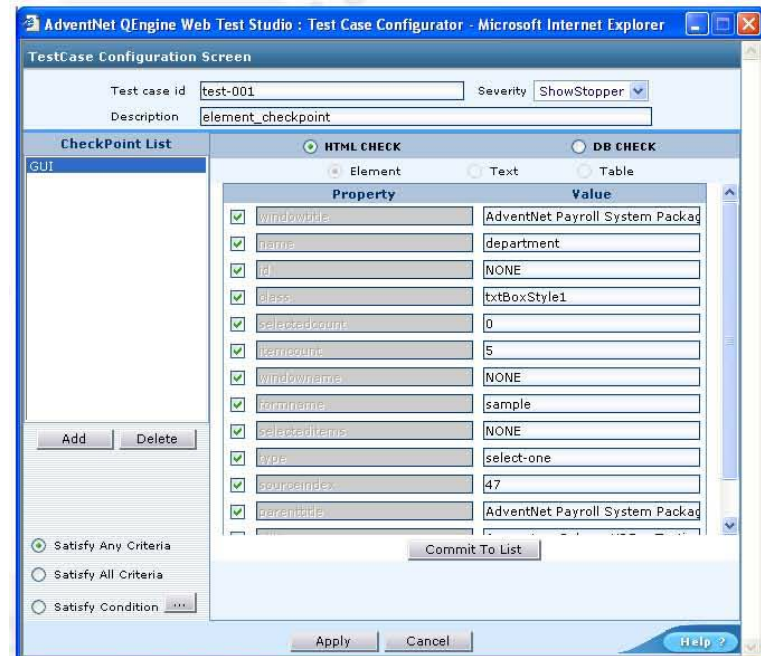 AdventNet QEngine Web Test Studio : Test Case Configurator - Microsoft Internet Explorer
TestCase Configuration Screen
Test case id test-001 Severity ShowStopper
Description element_checkpoint
CheckPoint List HTML CHECK DB CHECK
GUI
Element Text Table
Property Value
windowtitle AdventNet Payroll System Packag
name department
id NONE
class txtBoxStyle1
selectedcount 0
itemcount 5
windowname NONE
formname sample
selecteditems NONE
type select-one
sourceindex 47
parenttitle AdventNet Payroll System Packag
Add Delete
Satisfy Any Criteria
Commit To List
Satisfy All Criteria
Satisfy Condition ...
Apply Cancel Help ?